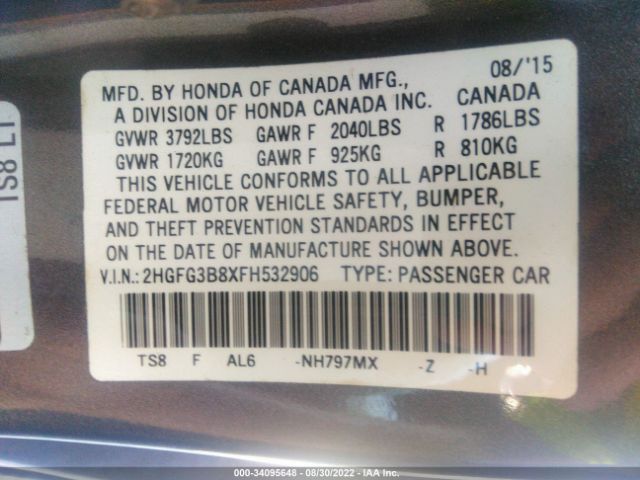 08/'15
MFD. BY HONDA OF CANADA MFG.,
A DIVISION OF HONDA CANADA INC. CANADA
GVWR 3792LBS GAWR F 2040LBS R 1786LBS
GVWR 1720KG GAWR F 925KG R 810KG
THIS VEHICLE CONFORMS TO ALL APPLICABLE
FEDERAL MOTOR VEHICLE SAFETY, BUMPER,
AND THEFT PREVENTION STANDARDS IN EFFECT
ON THE DATE OF MANUFACTURE SHOWN ABOVE.
V.I.N.: 2HGFG3B8XFH532906 TYPE: PASSENGER CAR
TS8 F AL6 -NH797MX -Z -H
TS8 L1
000-34095648 - 08/30/2022 - IAA Inc.